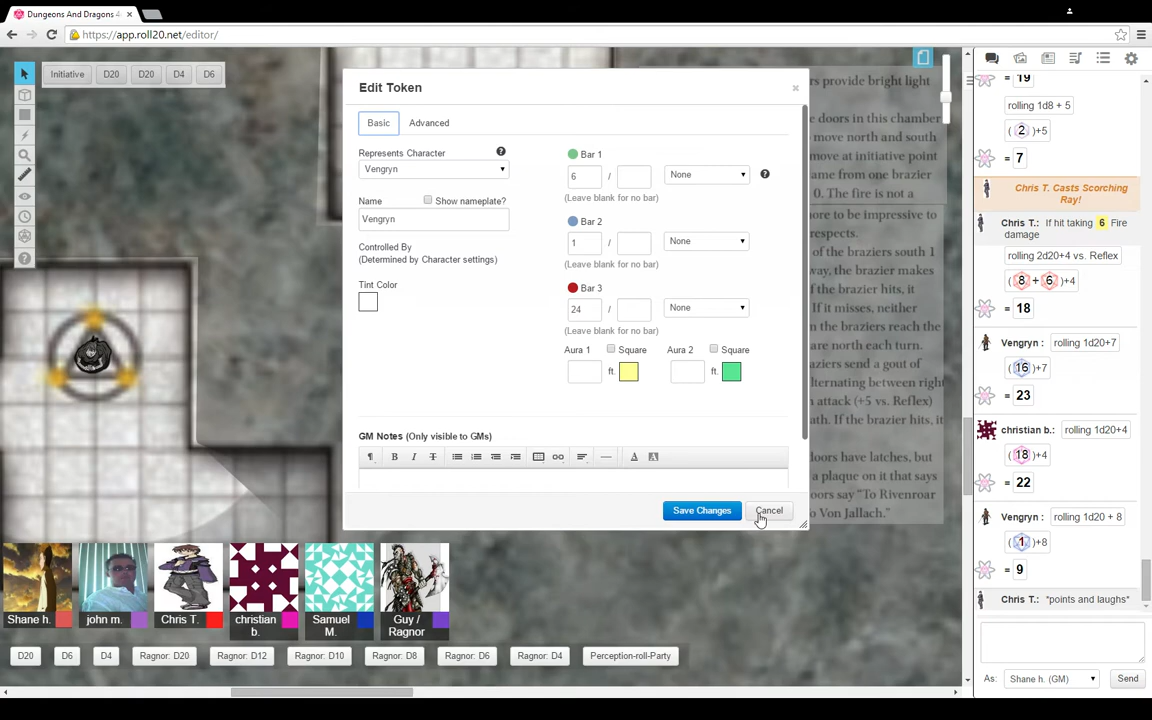 Dungeons And Dragons 4
https://app.roll20.net/editor/
Initiative
D20
D20
D4
D6
Edit Token
Basic
Advanced
Represents Character
Vengryn
Name
Show nameplate?
Vengryn
Controlled By
(Determined by Character settings)
Tint Color
Bar 1
6 /
None
(Leave blank for no bar)
Bar 2
1 /
None
(Leave blank for no bar)
Bar 3
24 /
None
(Leave blank for no bar)
Aura 1
Square
Aura 2
Square
ft.
ft.
GM Notes (Only visible to GMs)
Save Changes
Cancel
rs provide bright light
e doors in this chamber
move north and south
move at initiative point
ame from one brazier
0. The fire is not a
ore to be impressive to
respects.
of the braziers south 1
way, the brazier makes
f the brazier hits, it
If it misses, neither
n the braziers reach the
are north each turn.
aziers send a gout of
lternating between right
attack (+5 vs. Reflex)
ath. If the brazier hits, it
doors have latches, but
a plaque on it that says
oors say "To Rivenroar
o Von Jallach."
= 19
rolling 1d8 + 5
(2)+5
= 7
Chris T. Casts Scorching
Ray!
Chris T.: If hit taking 6 Fire
damage
rolling 2d20+4 vs. Reflex
(8 + 6)+4
= 18
Vengryn : rolling 1d20+7
(16)+7
= 23
christian b.: rolling 1d20+4
(18)+4
= 22
Vengryn : rolling 1d20 + 8
(1)+8
= 9
Chris T.: *points and laughs*
As: Shane h. (GM)
Send
Shane h.
john m.
Chris T.
christian
b.
Samuel
M.
Guy /
Ragnor
D20
D6
D4
Ragnor: D20
Ragnor: D12
Ragnor: D10
Ragnor: D8
Ragnor: D6
Ragnor: D4
Perception-roll-Party